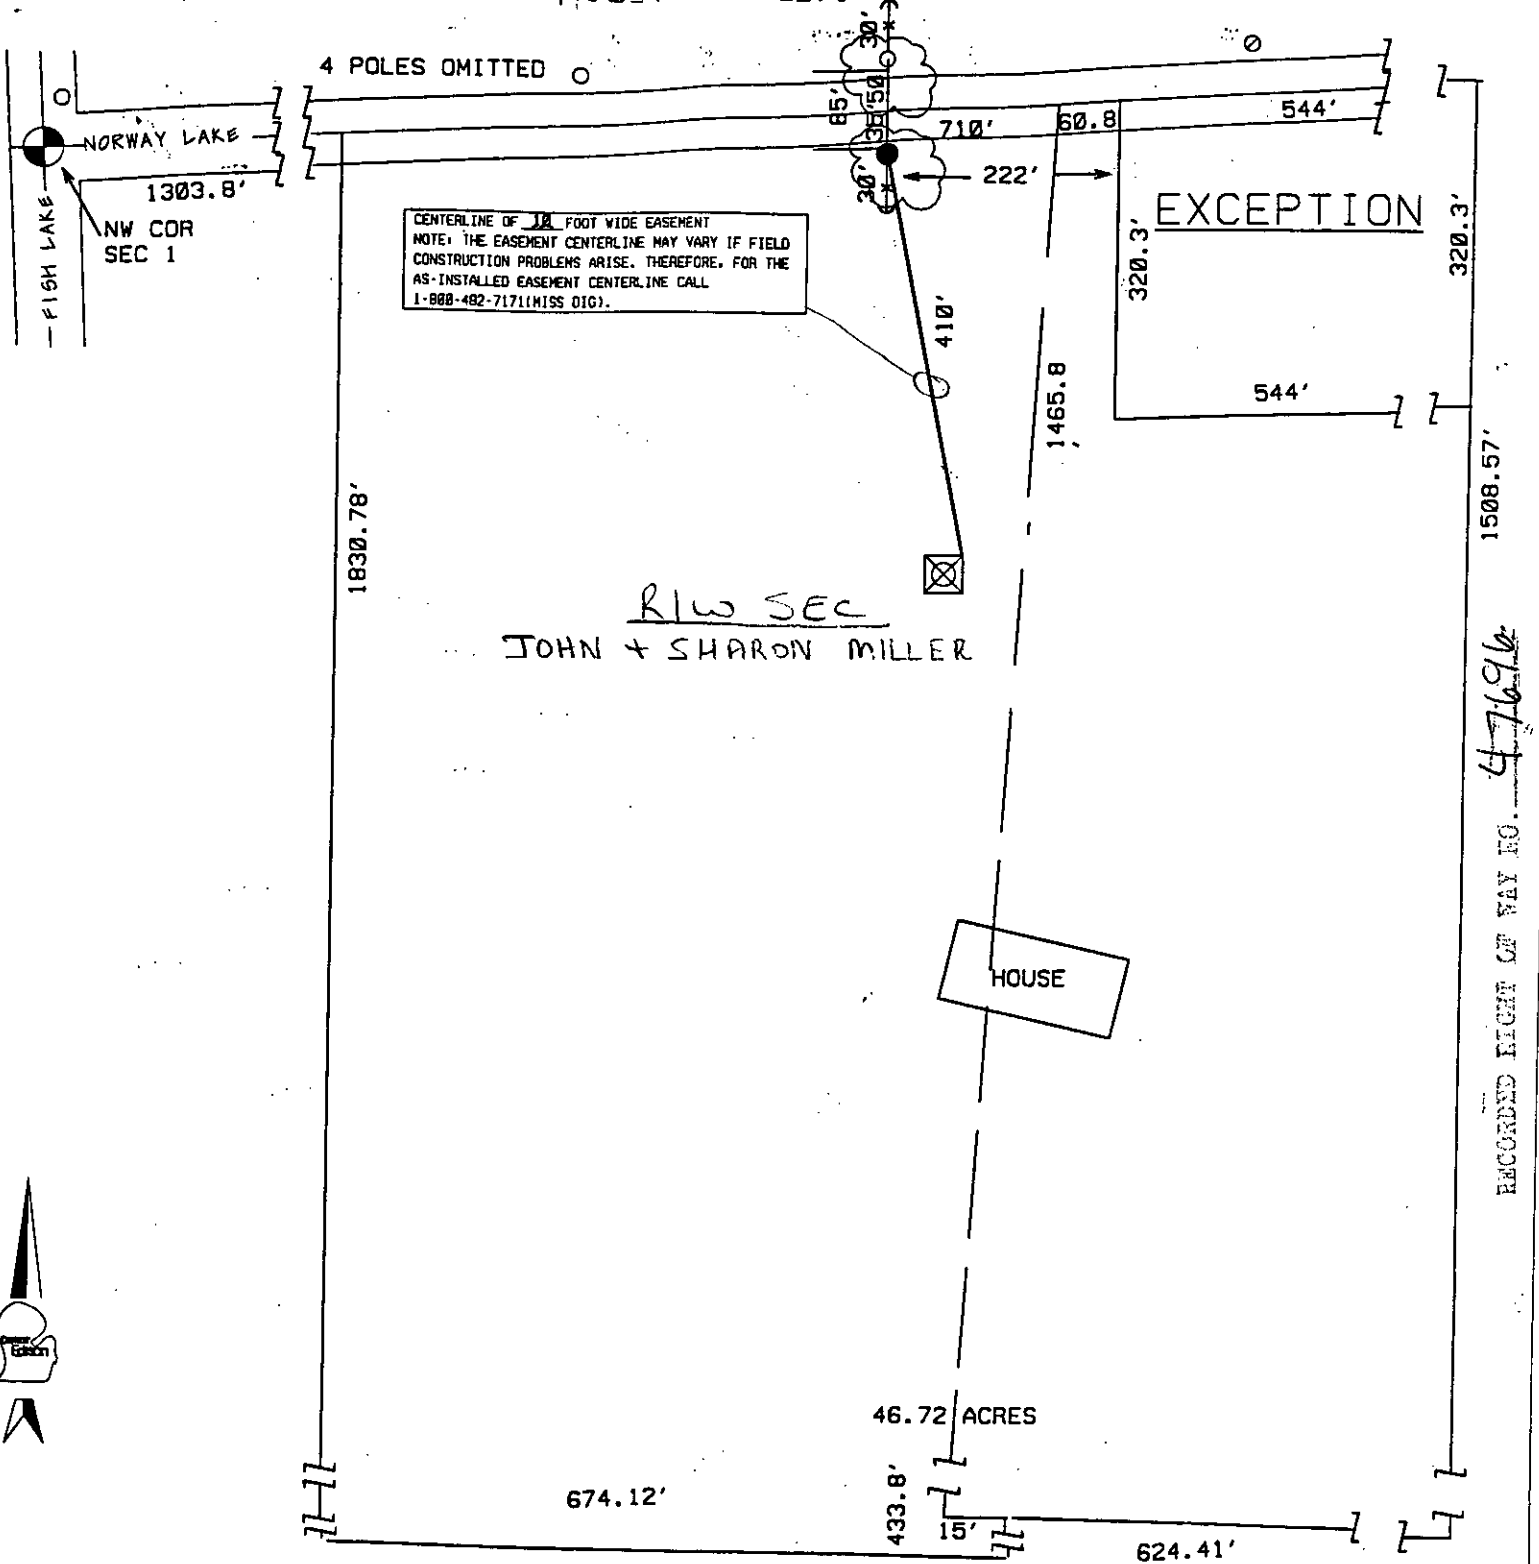 4 POLES OMITTED
30'
85'
50
NORWAY LAKE
1303.8'
710'
60.8
544'
30'
222'
FISH LAKE
NW COR
SEC 1
EXCEPTION
320.3'
320.3'
CENTERLINE OF 10 FOOT WIDE EASEMENT
NOTE: THE EASEMENT CENTERLINE MAY VARY IF FIELD
CONSTRUCTION PROBLEMS ARISE. THEREFORE, FOR THE
AS-INSTALLED EASEMENT CENTERLINE CALL
1-800-482-7171(MISS DIG).
410'
1465.8
'
544'
1830.78'
1508.57'
R/W SEC
JOHN + SHARON MILLER
RECORDED RIGHT OF WAY NO. 47696
HOUSE
Edison
46.72 ACRES
674.12'
433.8'
15'
624.41'